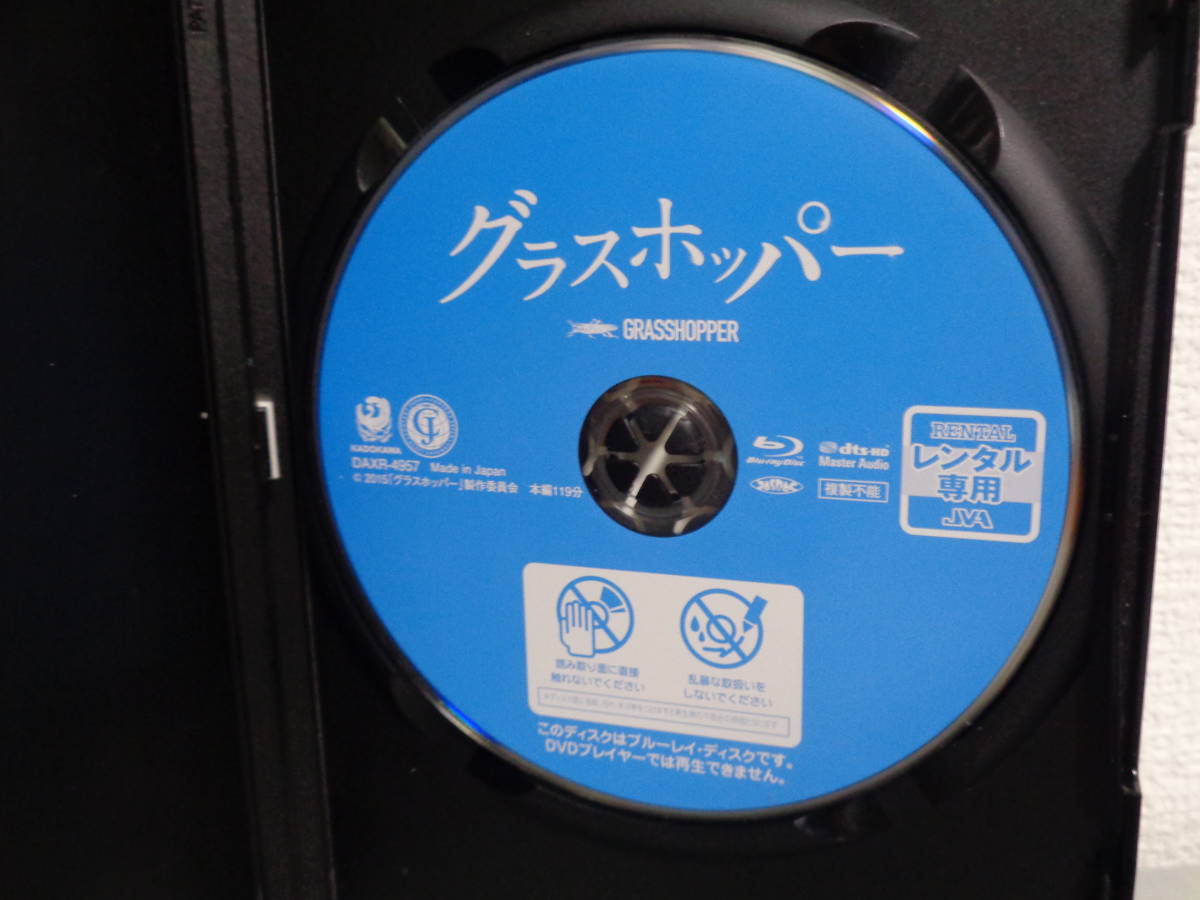 PAT
グラスホッパー
GRASSHOPPER
KADOKAWA
DAXR-4957 Made in Japan
© 2015「グラスホッパー」製作委員会 本編119分
Blu-ray Disc
dts-HD
Master Audio
複製不能
RENTAL
レンタル
専用
JVA
読み取り面に直接
触れないでください
乱暴な取扱いを
しないでください
このディスクはブルーレイ・ディスクです。
DVDプレイヤーでは再生できません。